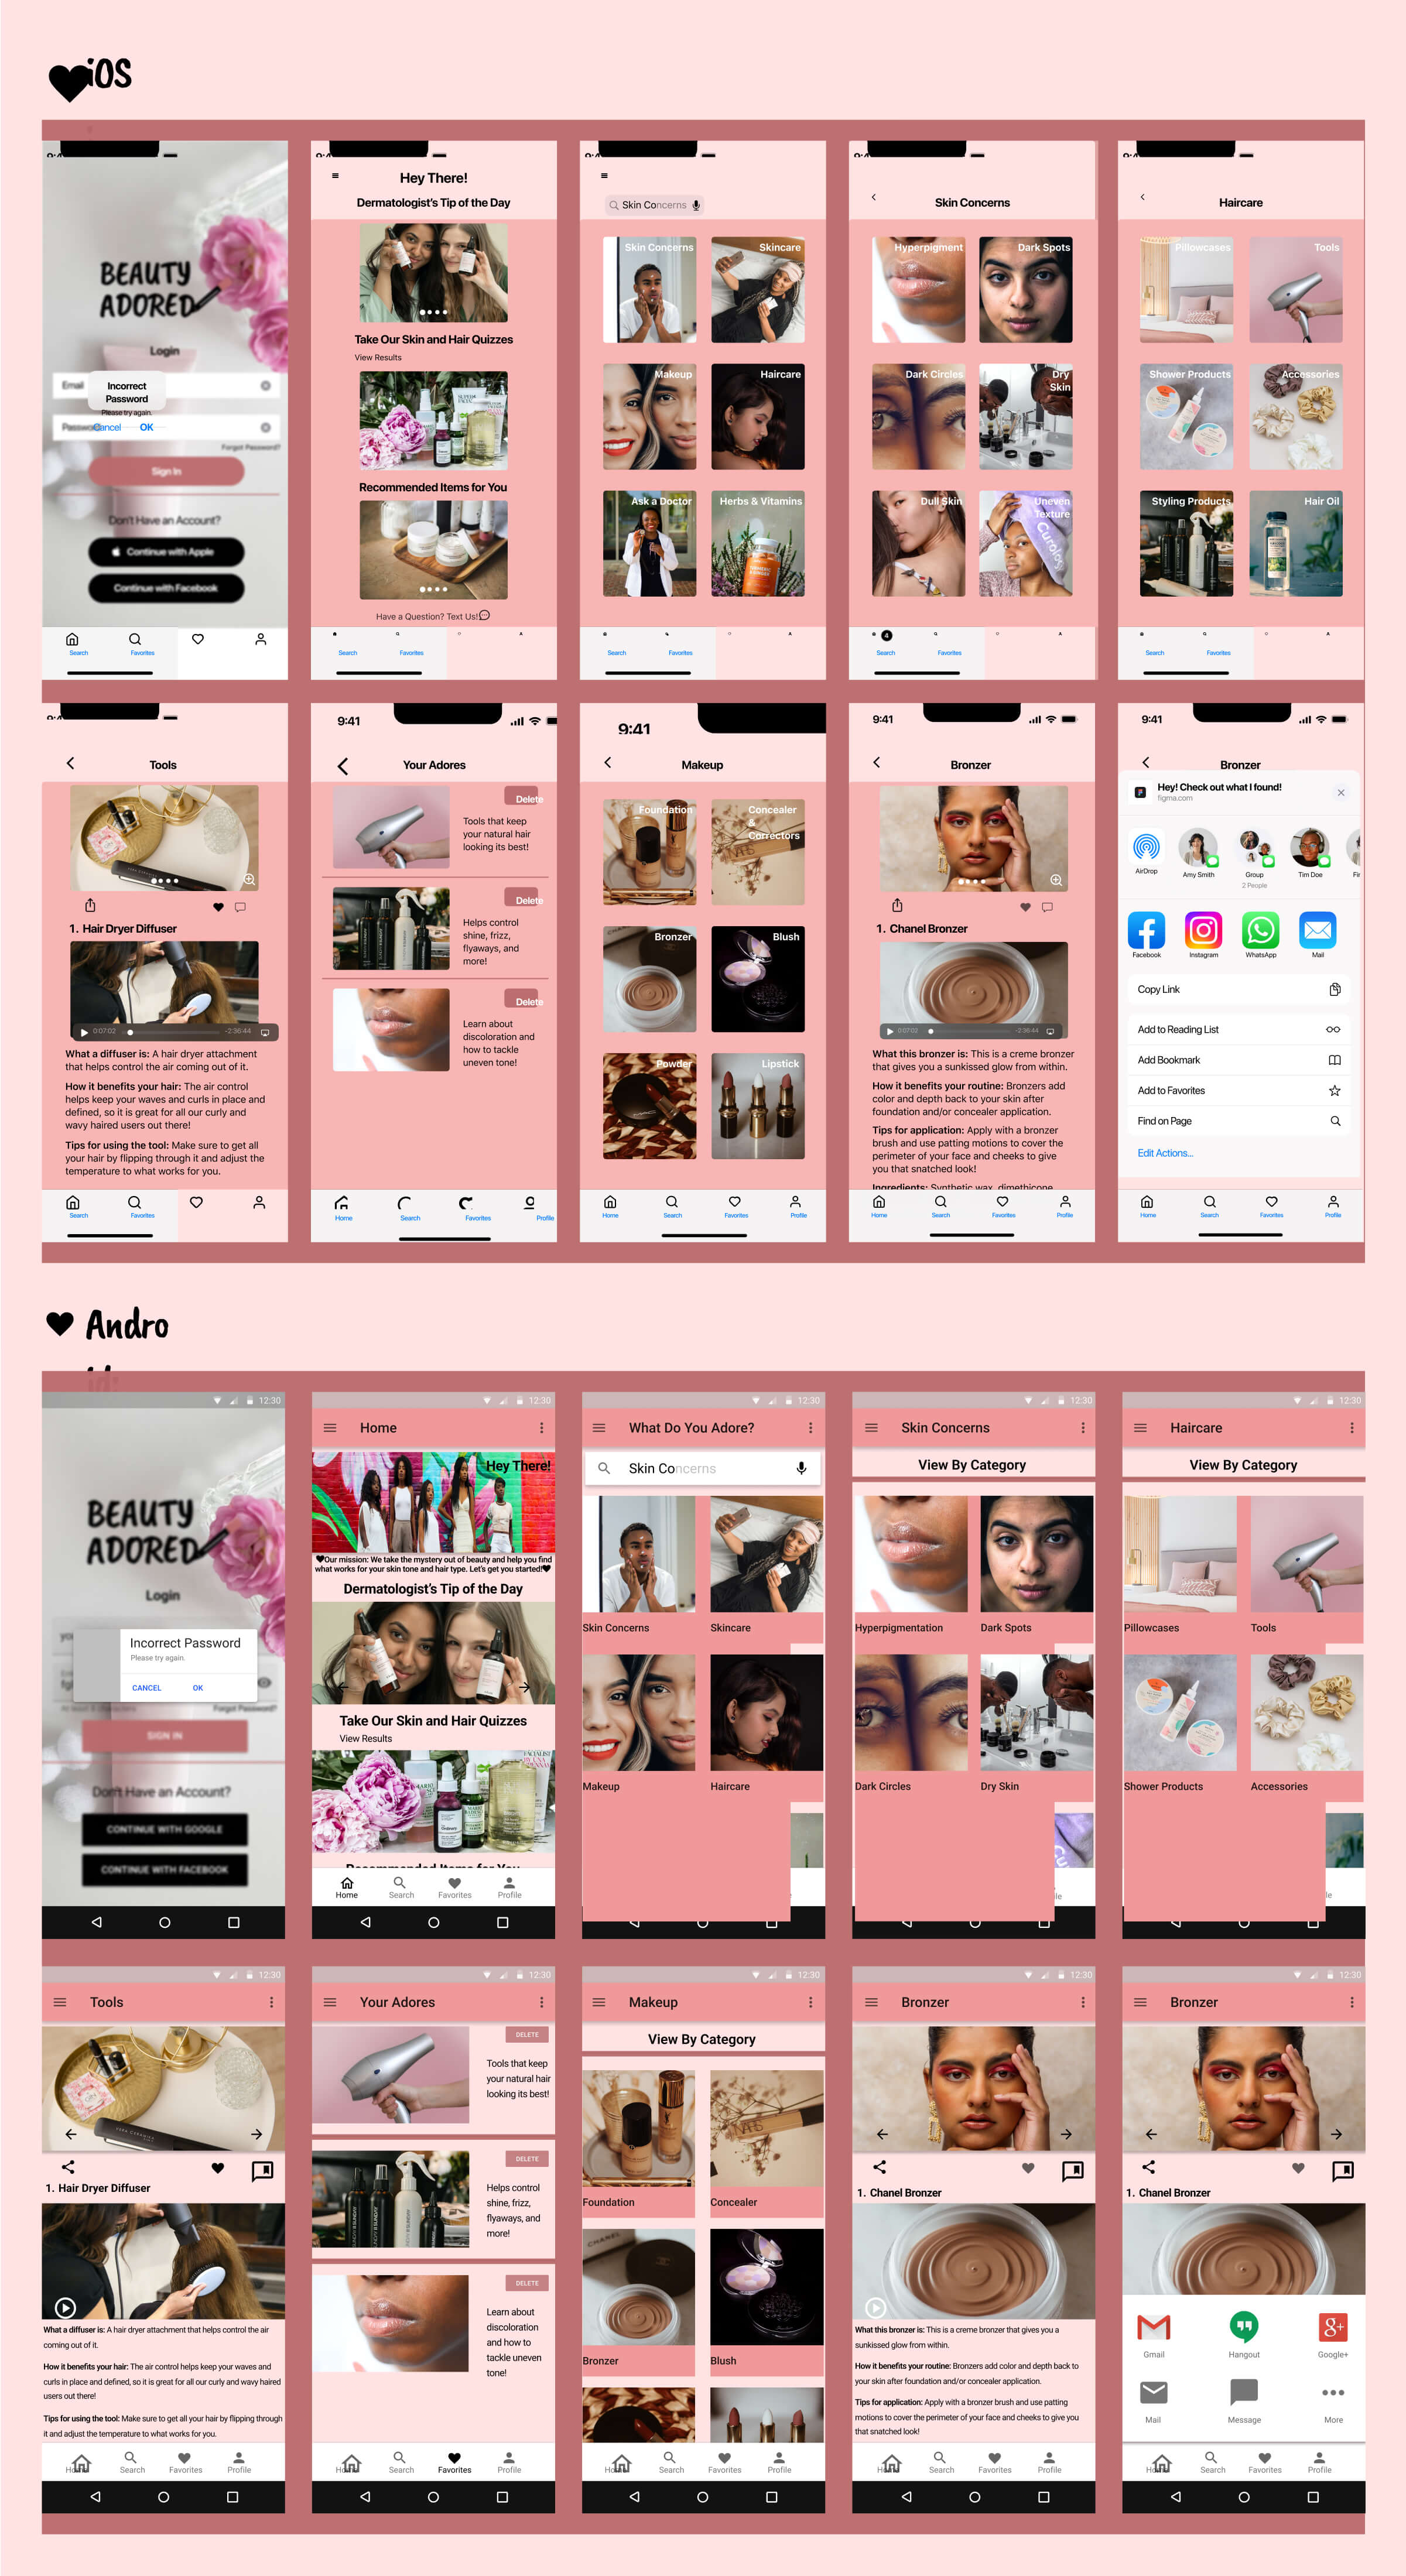 iOS
BEAUTY
ADORED
Login
Email
Incorrect
Password
Please try again.
Cancel OK
Forgot Password?
Sign In
Don't Have an Account?
Continue with Apple
Continue with Facebook
Search Favorites
Hey There!
Dermatologist's Tip of the Day
Take Our Skin and Hair Quizzes
View Results
Recommended Items for You
Have a Question? Text Us!
Search Favorites
Skin Concerns
Skin Concerns Skincare
Makeup Haircare
Ask a Doctor Herbs & Vitamins
Search Favorites
Skin Concerns
Hyperpigment Dark Spots
Dark Circles Dry
Skin
Dull Skin Uneven
Texture
4
Search Favorites
Haircare
Pillowcases Tools
Shower Products Accessories
Styling Products Hair Oil
Search Favorites
Tools
1. Hair Dryer Diffuser
0:07:02 -2:36:44
What a diffuser is: A hair dryer attachment
that helps control the air coming out of it.
How it benefits your hair: The air control
helps keep your waves and curls in place and
defined, so it is great for all our curly and
wavy haired users out there!
Tips for using the tool: Make sure to get all
your hair by flipping through it and adjust the
temperature to what works for you.
Search Favorites
9:41
Your Adores
Delete
Tools that keep
your natural hair
looking its best!
Delete
Helps control
shine, frizz,
flyaways, and
more!
Delete
Learn about
discoloration and
how to tackle
uneven tone!
Home Search Favorites Profile
9:41
Makeup
Foundation Concealer
&
Correctors
Bronzer Blush
Powder Lipstick
Home Search Favorites Profile
9:41
Bronzer
1. Chanel Bronzer
0:07:02 -2:36:44
What this bronzer is: This is a creme bronzer
that gives you a sunkissed glow from within.
How it benefits your routine: Bronzers add
color and depth back to your skin after
foundation and/or concealer application.
Tips for application: Apply with a bronzer
brush and use patting motions to cover the
perimeter of your face and cheeks to give
you that snatched look!
Ingredients: Synthetic wax, dimethicone
Home Search Favorites Profile
9:41
Bronzer
Hey! Check out what I found!
figma.com
AirDrop Amy Smith Group Tim Doe
2 People
Facebook Instagram WhatsApp Mail
Copy Link
Add to Reading List
Add Bookmark
Add to Favorites
Find on Page
Edit Actions...
Home Search Favorites Profile
Andro
id:
12:30
BEAUTY
ADORED
Login
Incorrect Password
Please try again.
CANCEL OK
Forgot Password?
SIGN IN
Don't Have an Account?
CONTINUE WITH GOOGLE
CONTINUE WITH FACEBOOK
12:30
Home
Hey There!
Our mission: We take the mystery out of beauty and help you find
what works for your skin tone and hair type. Let's get you started!
Dermatologist's Tip of the Day
Take Our Skin and Hair Quizzes
View Results
Recommended Items for You
Home Search Favorites Profile
12:30
What Do You Adore?
Skin Concerns
Skin Concerns Skincare
Makeup Haircare
12:30
Skin Concerns
View By Category
Hyperpigmentation Dark Spots
Dark Circles Dry Skin
12:30
Haircare
View By Category
Pillowcases Tools
Shower Products Accessories
12:30
Tools
1. Hair Dryer Diffuser
What a diffuser is: A hair dryer attachment that helps control the air
coming out of it.
How it benefits your hair: The air control helps keep your waves and
curls in place and defined, so it is great for all our curly and wavy haired
users out there!
Tips for using the tool: Make sure to get all your hair by flipping through
it and adjust the temperature to what works for you.
Home Search Favorites Profile
12:30
Your Adores
DELETE
Tools that keep
your natural hair
looking its best!
DELETE
Helps control
shine, frizz,
flyaways, and
more!
DELETE
Learn about
discoloration
and how to
tackle uneven
tone!
Home Search Favorites Profile
12:30
Makeup
View By Category
Foundation Concealer
Bronzer Blush
Home Search Favorites Profile
12:30
Bronzer
1. Chanel Bronzer
What this bronzer is: This is a creme bronzer that gives you a
sunkissed glow from within.
How it benefits your routine: Bronzers add color and depth back to
your skin after foundation and/or concealer application.
Tips for application: Apply with a bronzer brush and use patting
motions to cover the perimeter of your face and cheeks to give you
that snatched look!
Home Search Favorites Profile
12:30
Bronzer
1. Chanel Bronzer
Gmail Hangout Google+
Mail Message More
Home Search Favorites Profile